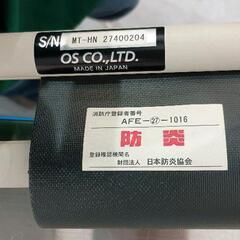 S/N MT-HN 27400204
OS CO.,LTD.
MADE IN JAPAN
消防庁登録者番号
AFE-㉗-1016
防炎
登録確認機関名
財団法人 日本防炎協会